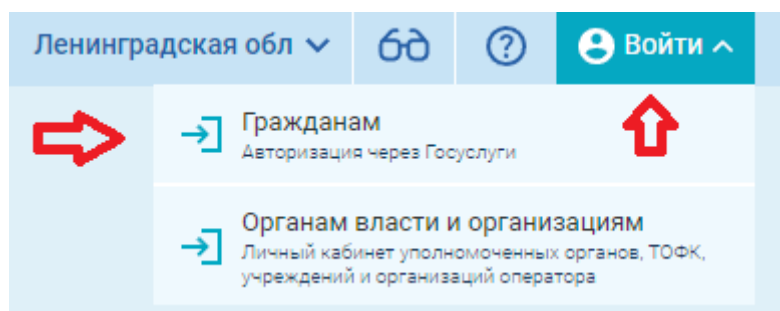 Ленинградская обл
Войти
Гражданам
Авторизация через Госуслуги
Органам власти и организациям
Личный кабинет уполномоченных органов, ТОФК,
учреждений и организаций оператора